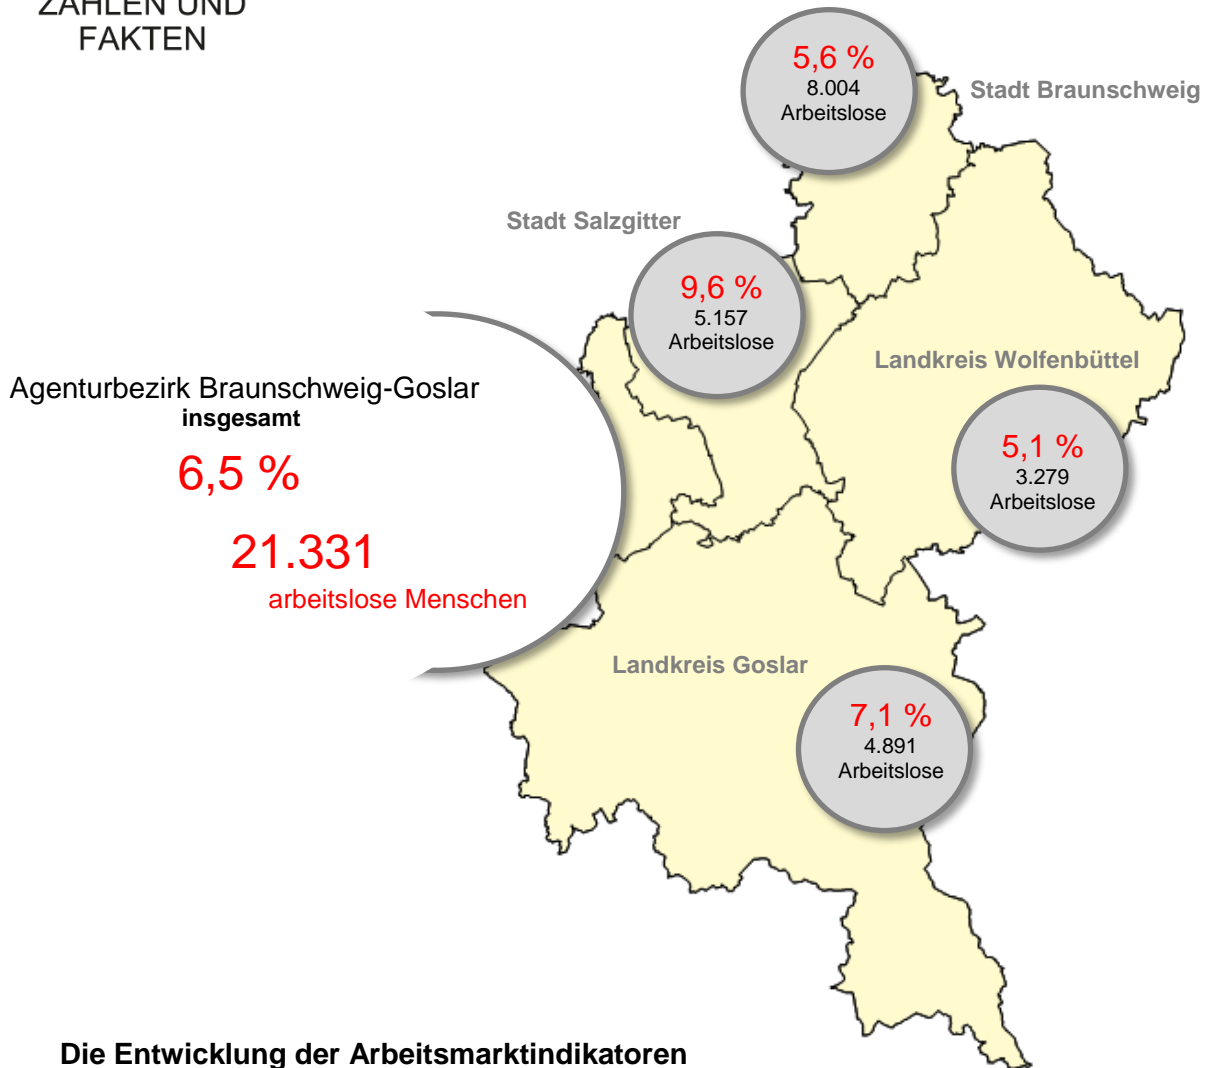 ZAHLEN UND
FAKTEN
5,6 %
8.004
Arbeitslose
Stadt Braunschweig
Stadt Salzgitter
9,6 %
5.157
Arbeitslose
Landkreis Wolfenbüttel
5,1 %
3.279
Arbeitslose
Agenturbezirk Braunschweig-Goslar
insgesamt
6,5 %
21.331
arbeitslose Menschen
Landkreis Goslar
7,1 %
4.891
Arbeitslose
Die Entwicklung der Arbeitsmarktindikatoren